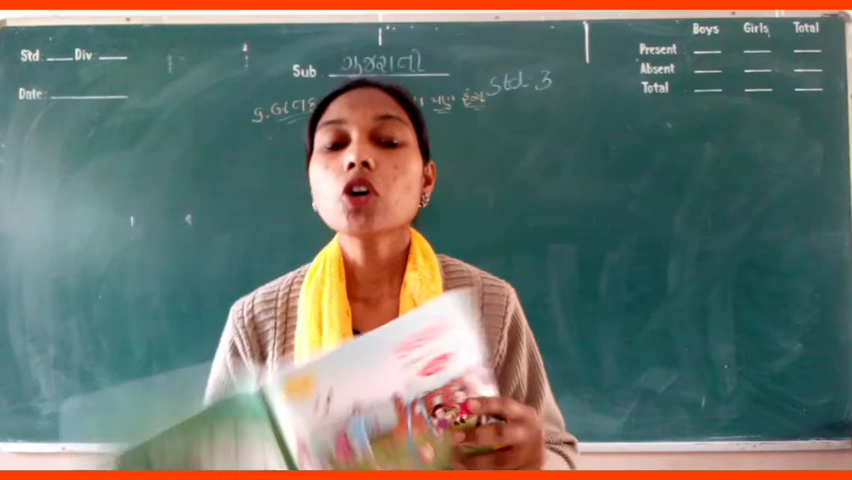 Boys Girls Total
Std Div
Present
Sub ગુજરાતી
Absent
Date:
Total
Std. 3